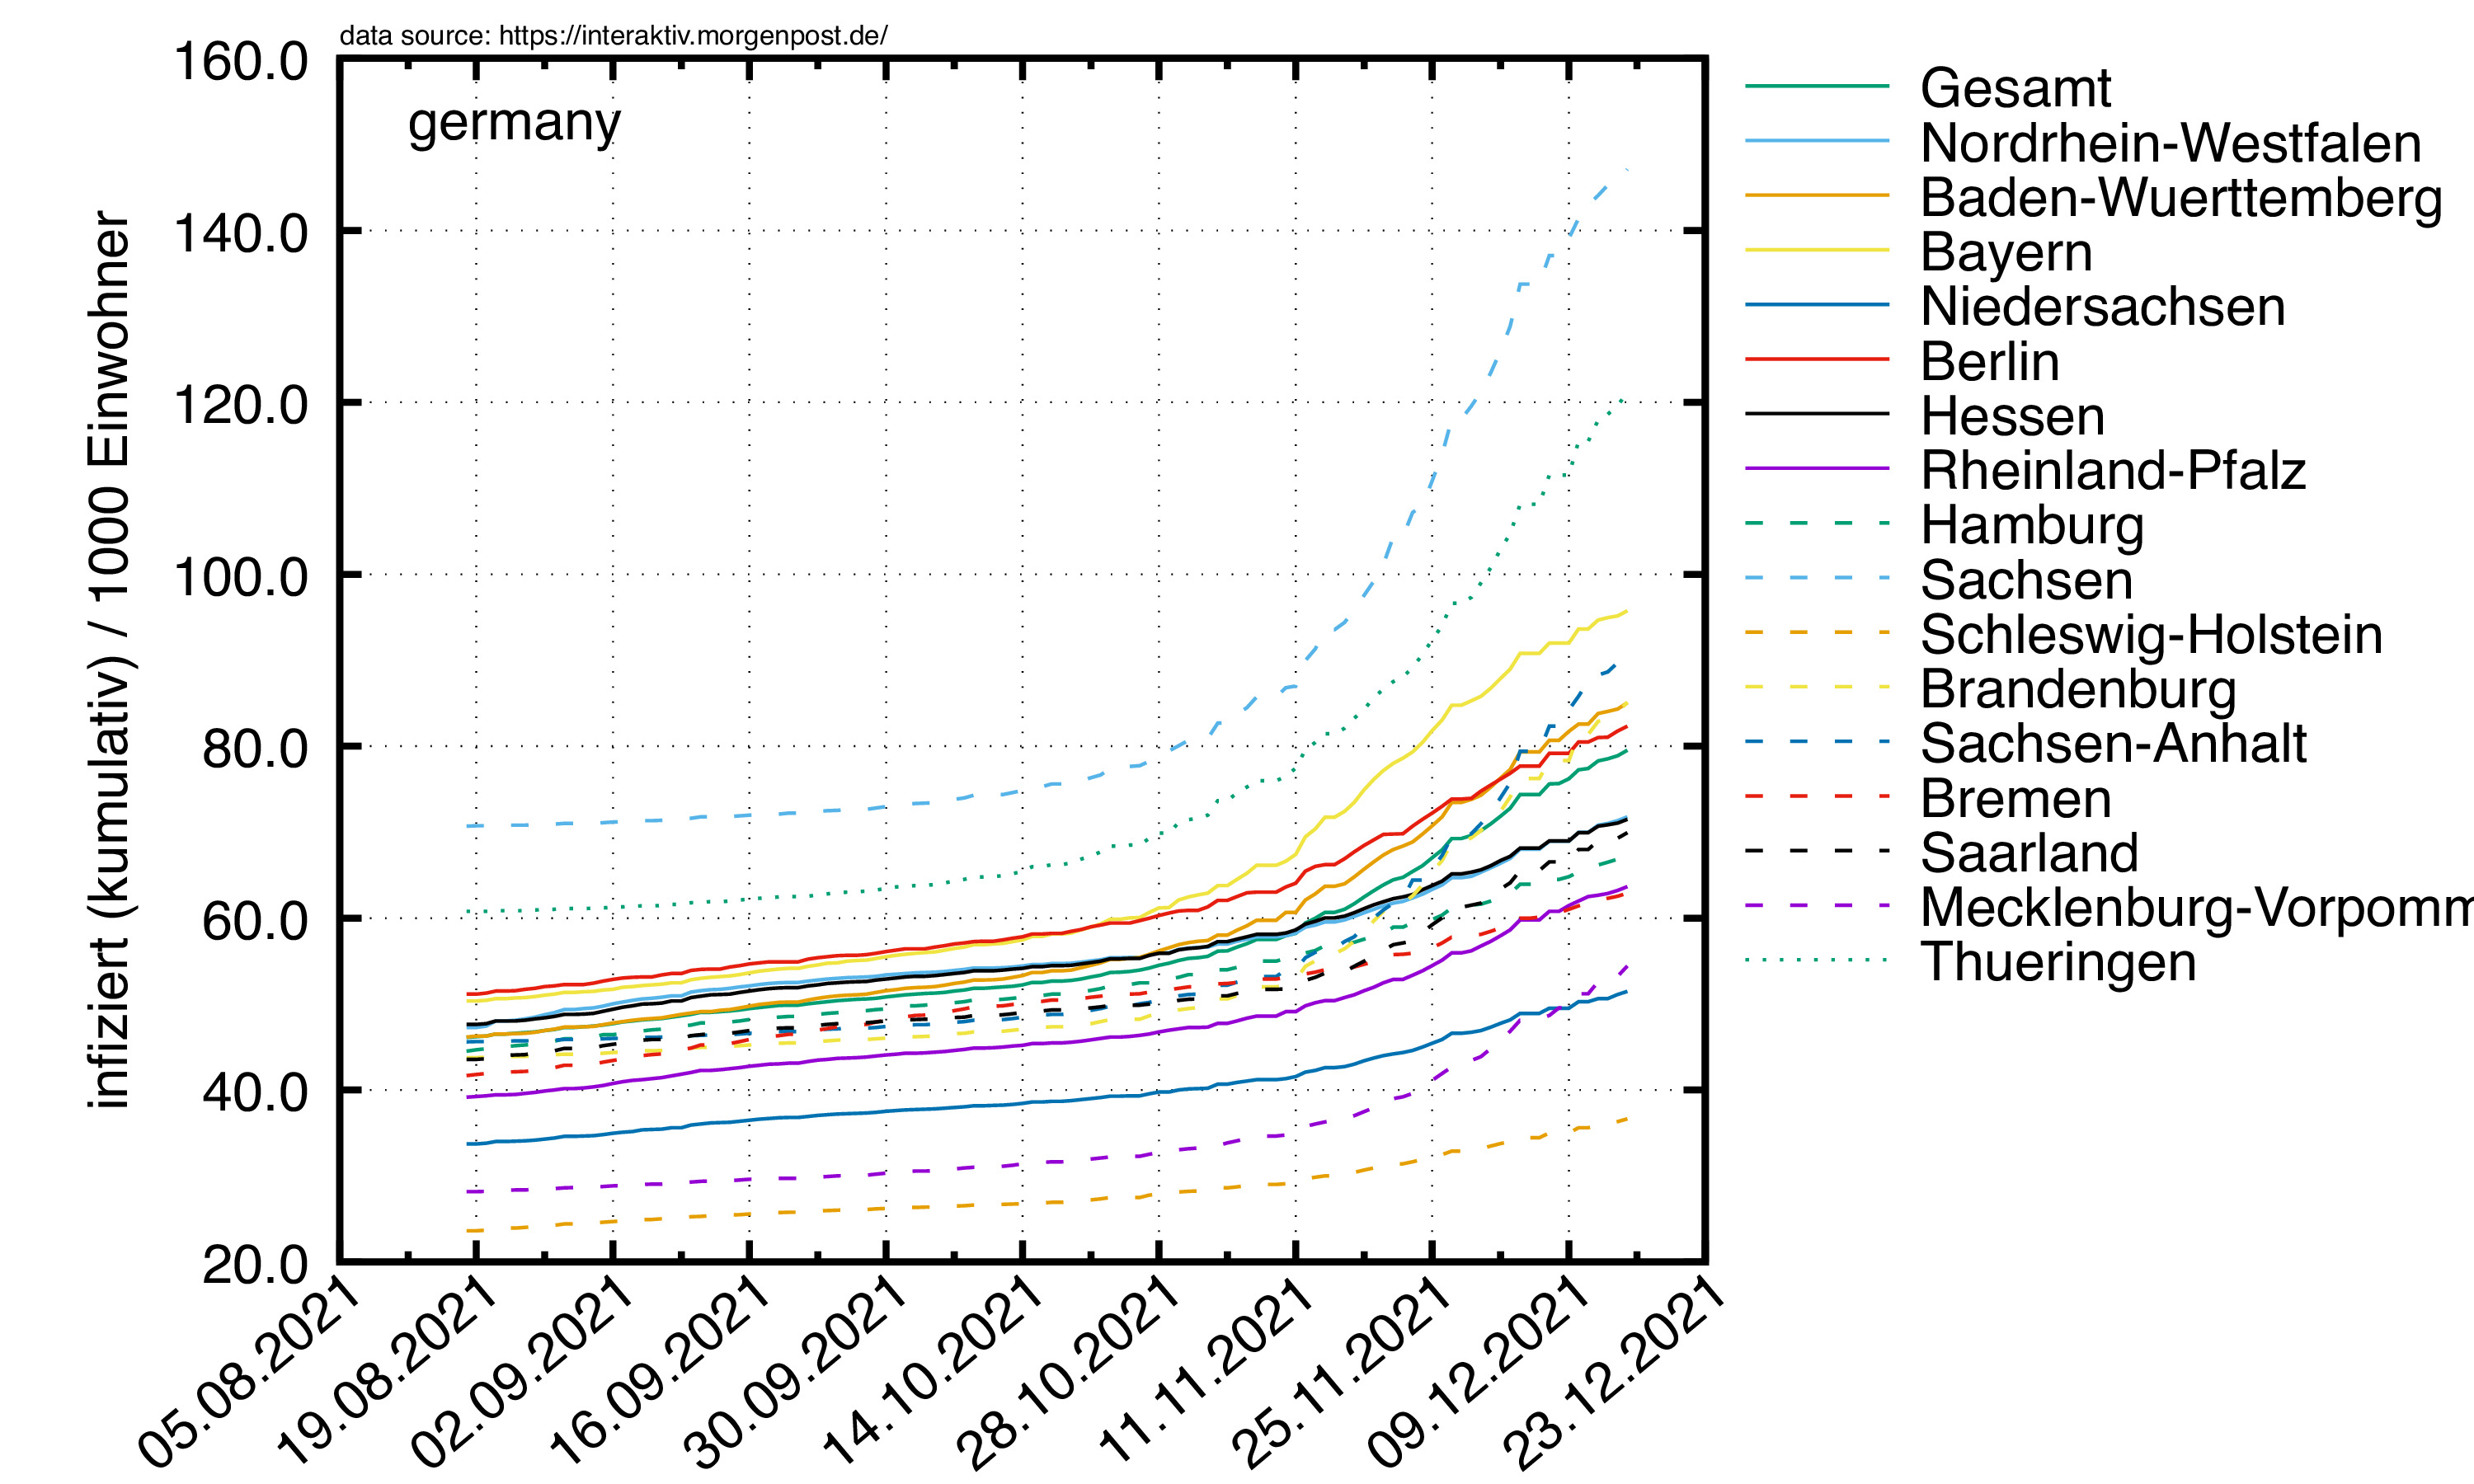 data source: https://interaktiv.morgenpost.de/
germany
infiziert (kumulativ) / 1000 Einwohner
160.0
140.0
120.0
100.0
80.0
60.0
40.0
20.0
05.08.2021
19.08.2021
02.09.2021
16.09.2021
30.09.2021
14.10.2021
28.10.2021
11.11.2021
25.11.2021
09.12.2021
23.12.2021
Gesamt
Nordrhein-Westfalen
Baden-Wuerttemberg
Bayern
Niedersachsen
Berlin
Hessen
Rheinland-Pfalz
Hamburg
Sachsen
Schleswig-Holstein
Brandenburg
Sachsen-Anhalt
Bremen
Saarland
Mecklenburg-Vorpomm
Thueringen